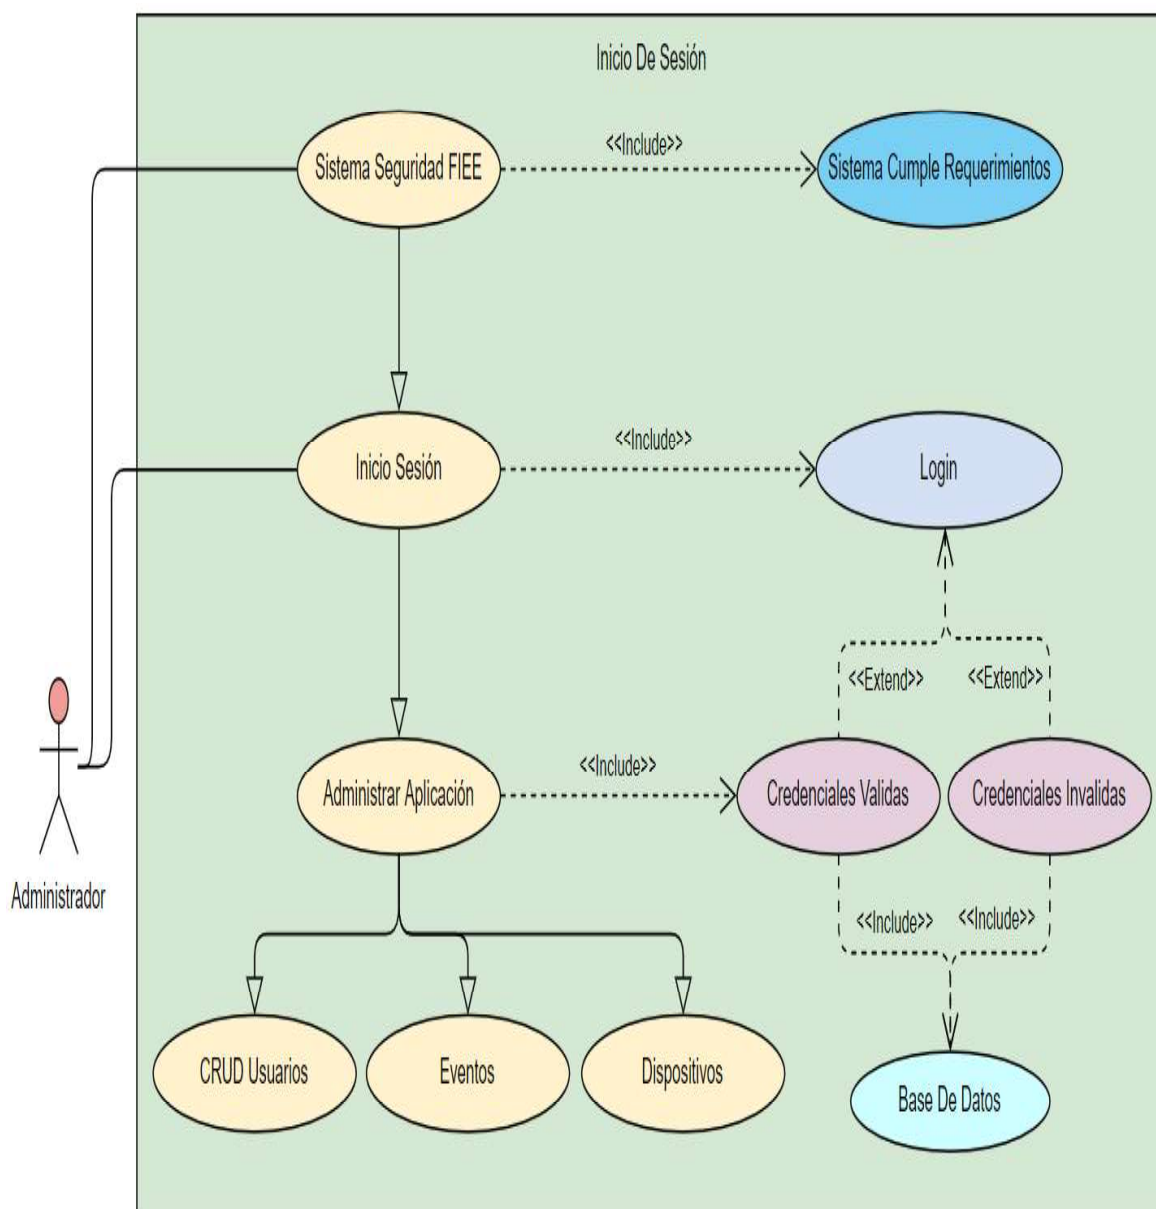 Inicio De Sesión
Sistema Seguridad FIEE
<<Include>>
Sistema Cumple Requerimientos
Inicio Sesión
<<Include>>
Login
<<Extend>>
<<Extend>>
Administrar Aplicación
<<Include>>
Credenciales Validas
Credenciales Invalidas
Administrador
<<Include>>
<<Include>>
CRUD Usuarios
Eventos
Dispositivos
Base De Datos